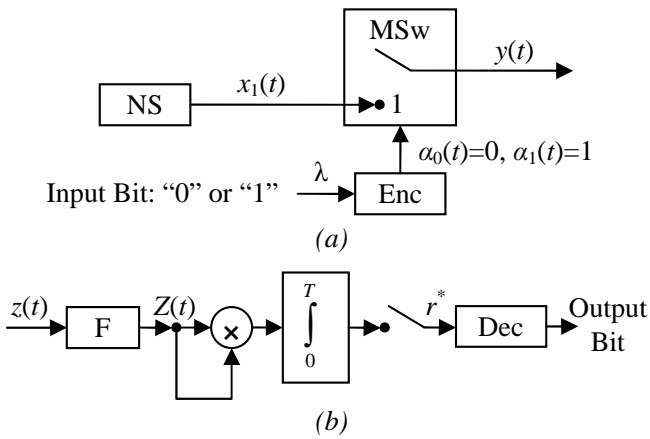 MSw
x₁(t)
y(t)
NS
1
α₀(t)=0, α₁(t)=1
λ
Input Bit: “0” or “1”
Enc
(a)
z(t)
F
Z(t)
×
T
∫
0
r*
Dec
Output
Bit
(b)